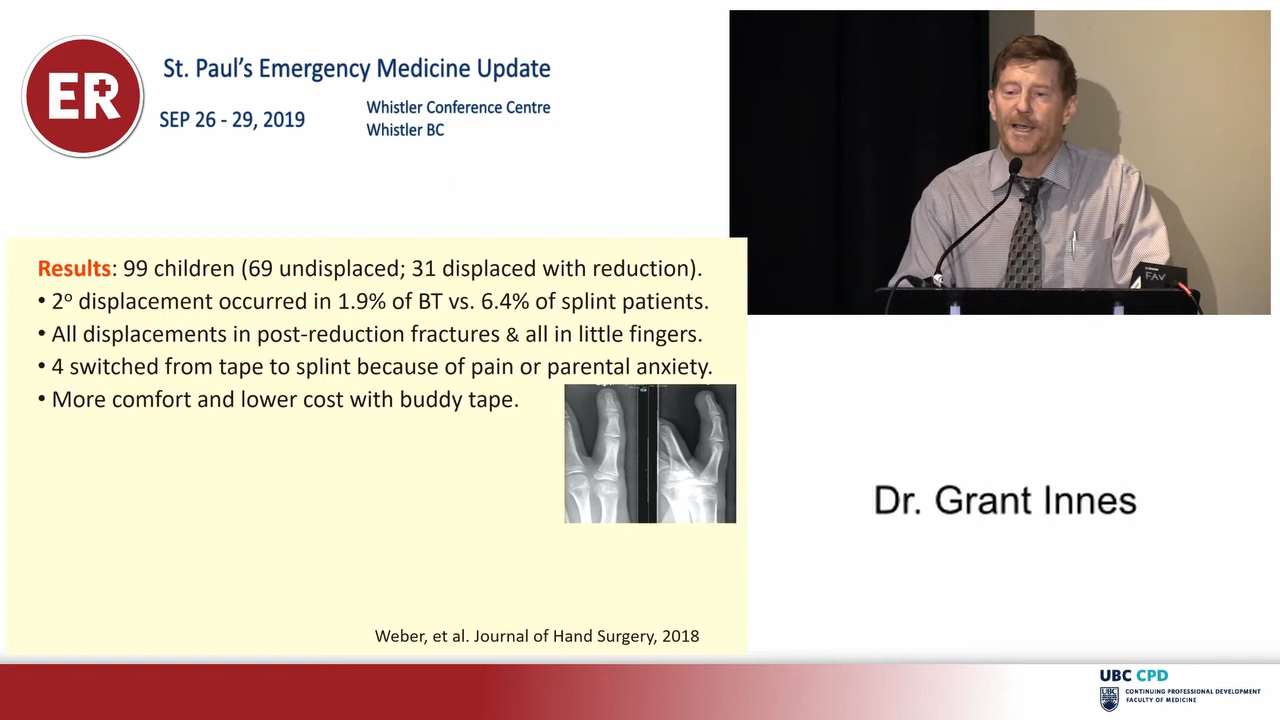 ER
St. Paul's Emergency Medicine Update
SEP 26 - 29, 2019
Whistler Conference Centre
Whistler BC
Results: 99 children (69 undisplaced; 31 displaced with reduction).
• 2º displacement occurred in 1.9% of BT vs. 6.4% of splint patients.
• All displacements in post-reduction fractures & all in little fingers.
• 4 switched from tape to splint because of pain or parental anxiety.
• More comfort and lower cost with buddy tape.
Weber, et al. Journal of Hand Surgery, 2018
FAV
Dr. Grant Innes
UBC CPD
UBC
CONTINUING PROFESSIONAL DEVELOPMENT
FACULTY OF MEDICINE